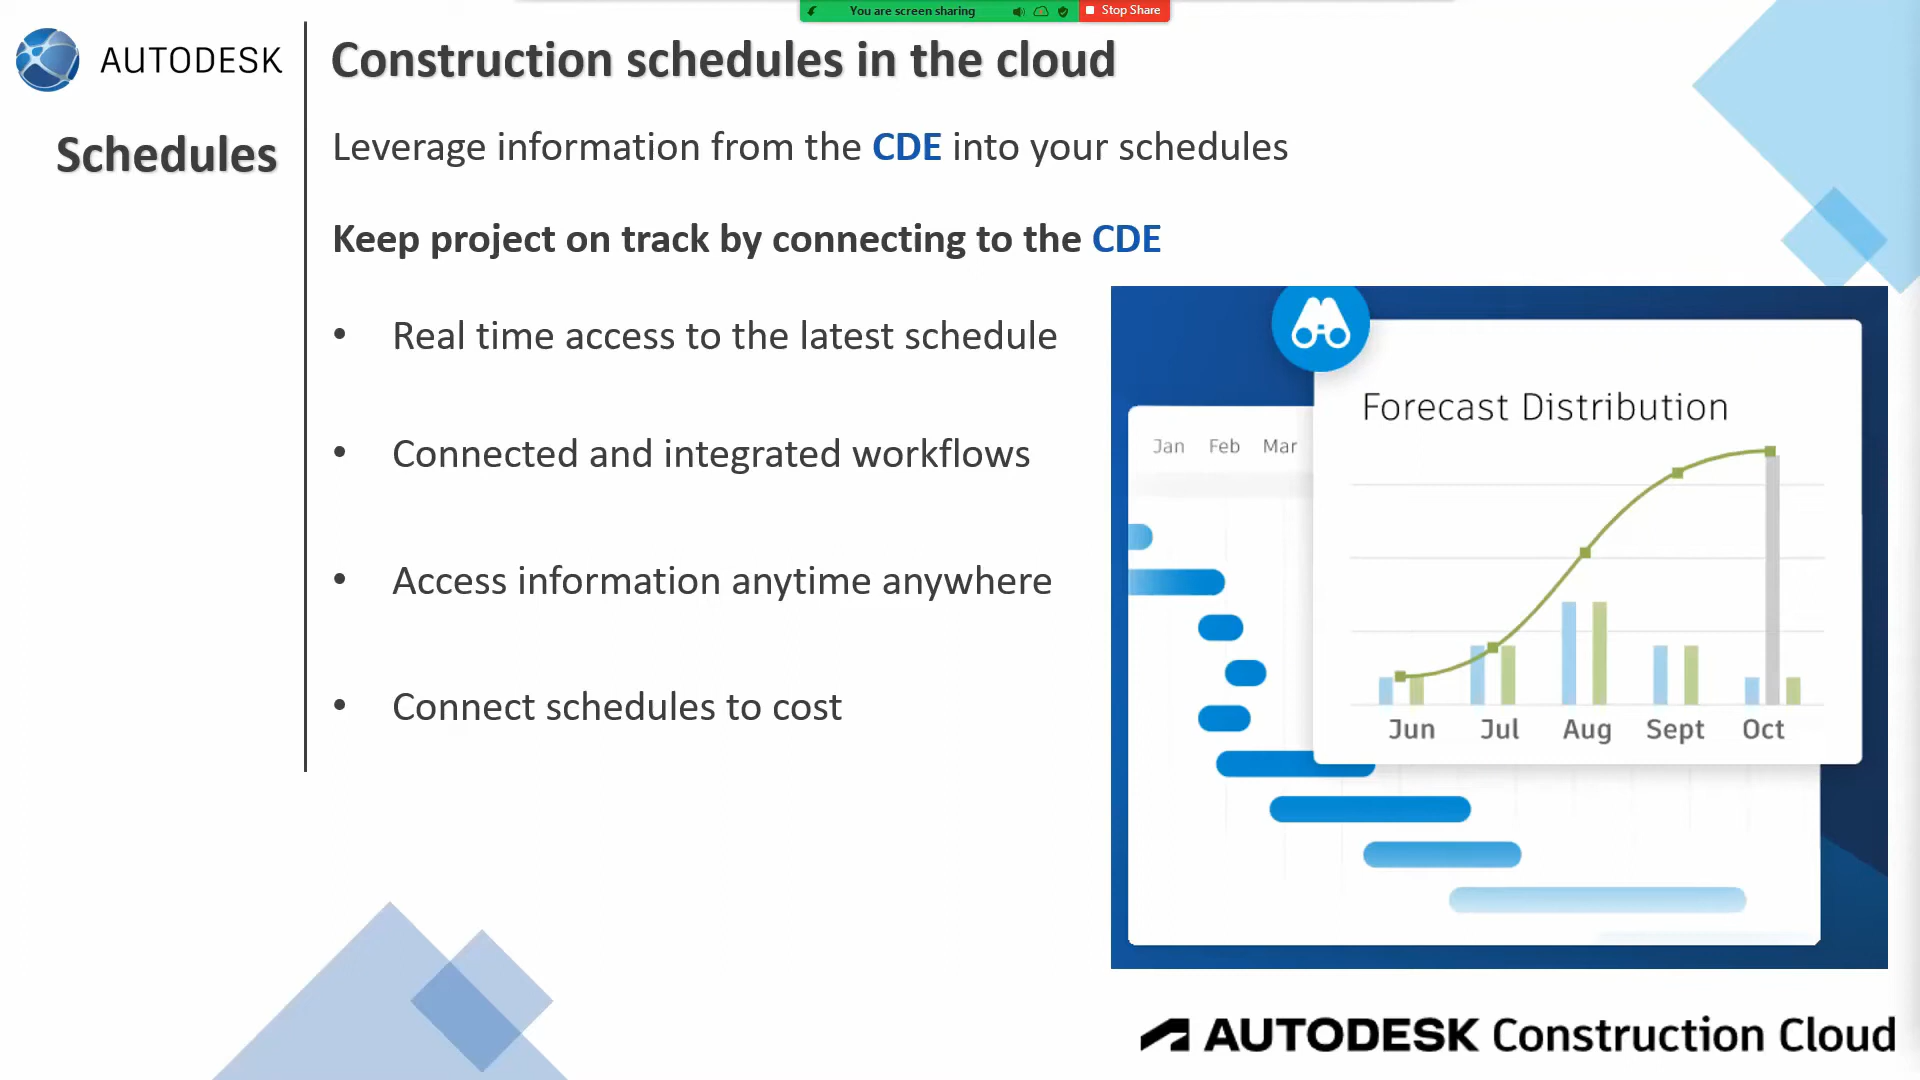 You are screen sharing
Stop Share
AUTODESK
Schedules
Construction schedules in the cloud
Leverage information from the CDE into your schedules
Keep project on track by connecting to the CDE
• Real time access to the latest schedule
• Connected and integrated workflows
• Access information anytime anywhere
• Connect schedules to cost
Jan Feb Mar
Forecast Distribution
Jun Jul Aug Sept Oct
AUTODESK Construction Cloud